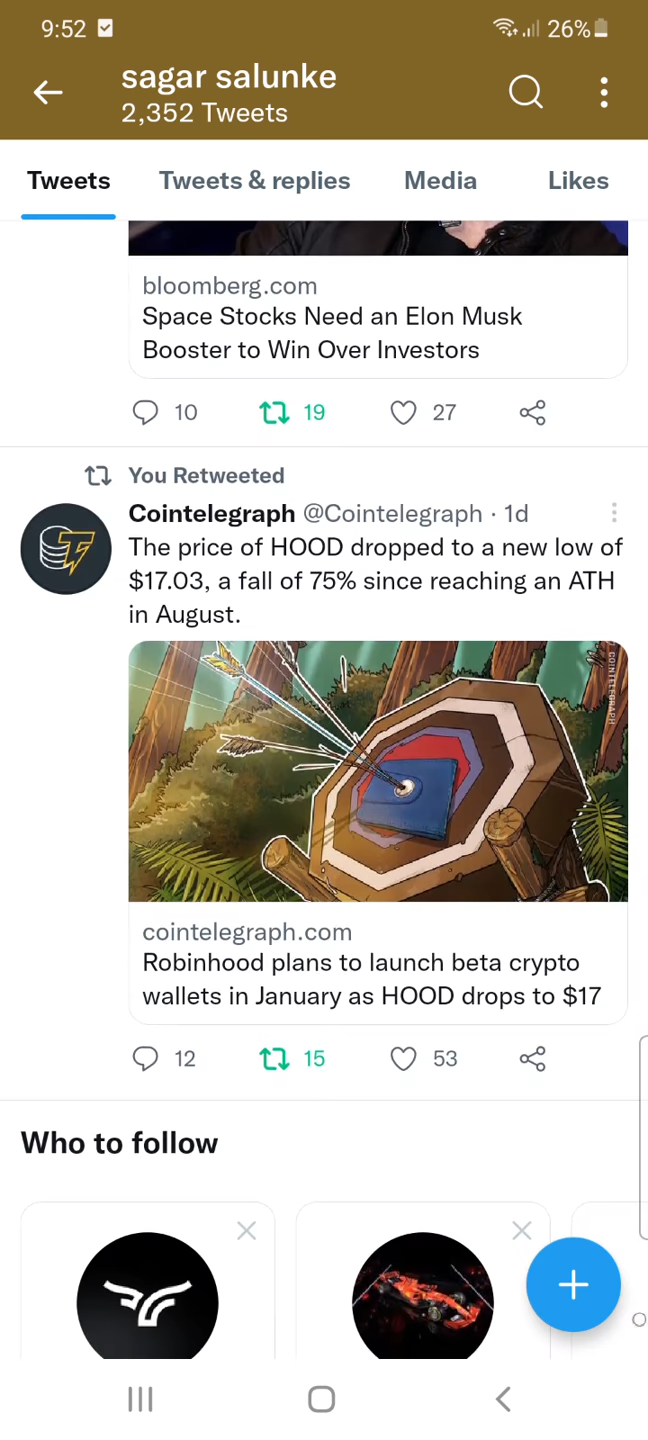 9:52
26%
sagar salunke
2,352 Tweets
Tweets
Tweets & replies
Media
Likes
bloomberg.com
Space Stocks Need an Elon Musk
Booster to Win Over Investors
10
19
27
You Retweeted
Cointelegraph @Cointelegraph · 1d
The price of HOOD dropped to a new low of
$17.03, a fall of 75% since reaching an ATH
in August.
COINTELEGRAPH
cointelegraph.com
Robinhood plans to launch beta crypto
wallets in January as HOOD drops to $17
12
15
53
Who to follow